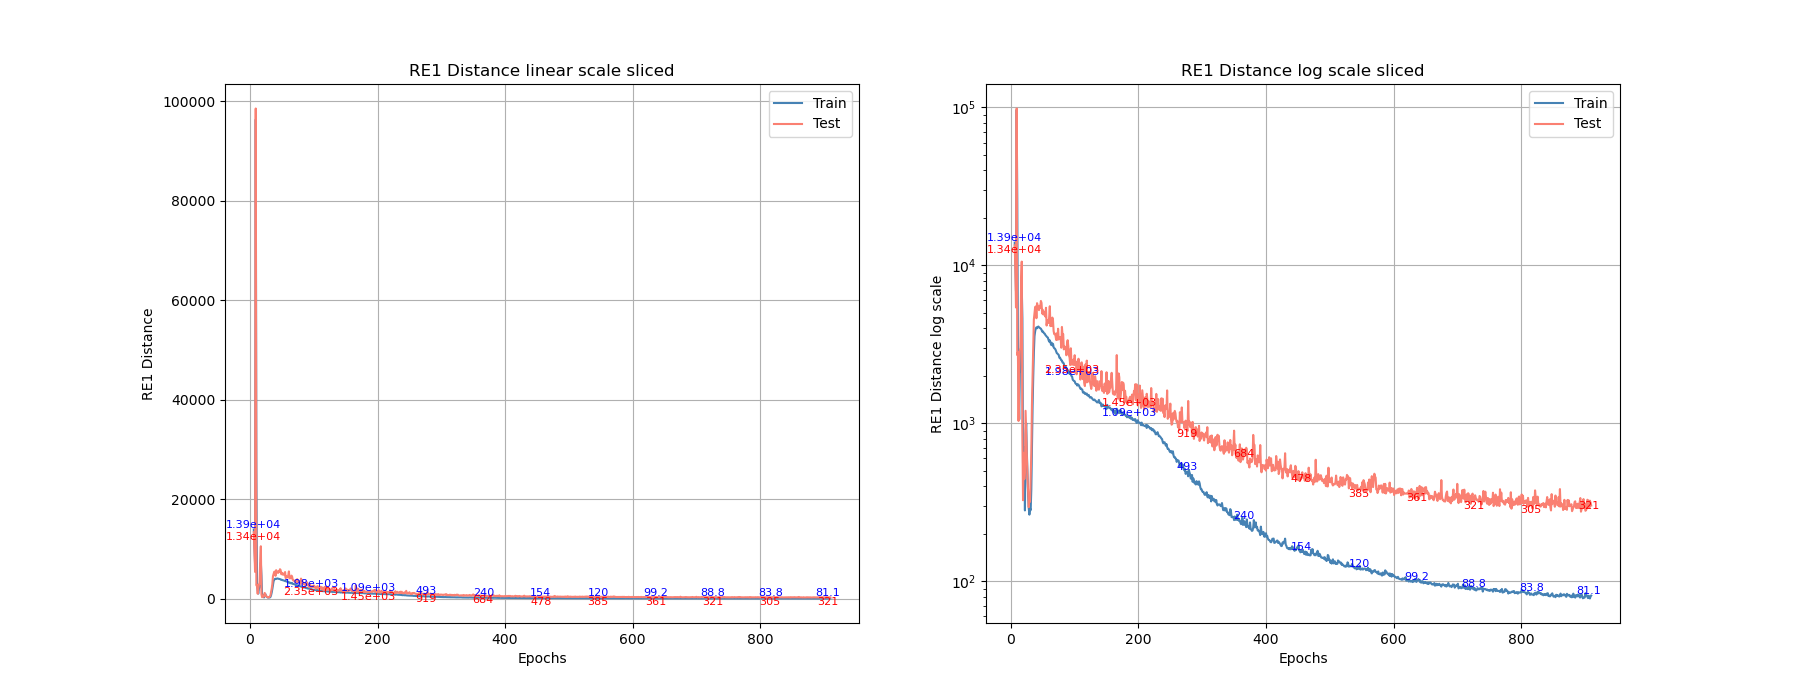 RE1 Distance linear scale sliced
RE1 Distance
100000
80000
60000
40000
20000
0
Train
Test
1.39e+04
1.34e+04
1.98e+03
2.35e+03
1.09e+03
1.45e+03
493
919
240
684
154
478
120
385
99.2
361
88.8
321
83.8
305
81.1
321
0
200
400
600
800
Epochs
RE1 Distance log scale sliced
RE1 Distance log scale
10^5
10^4
10^3
10^2
Train
Test
1.39e+04
1.34e+04
2.35e+03
1.98e+03
1.45e+03
1.09e+03
919
493
684
240
478
154
385
120
361
99.2
321
88.8
305
83.8
321
81.1
0
200
400
600
800
Epochs